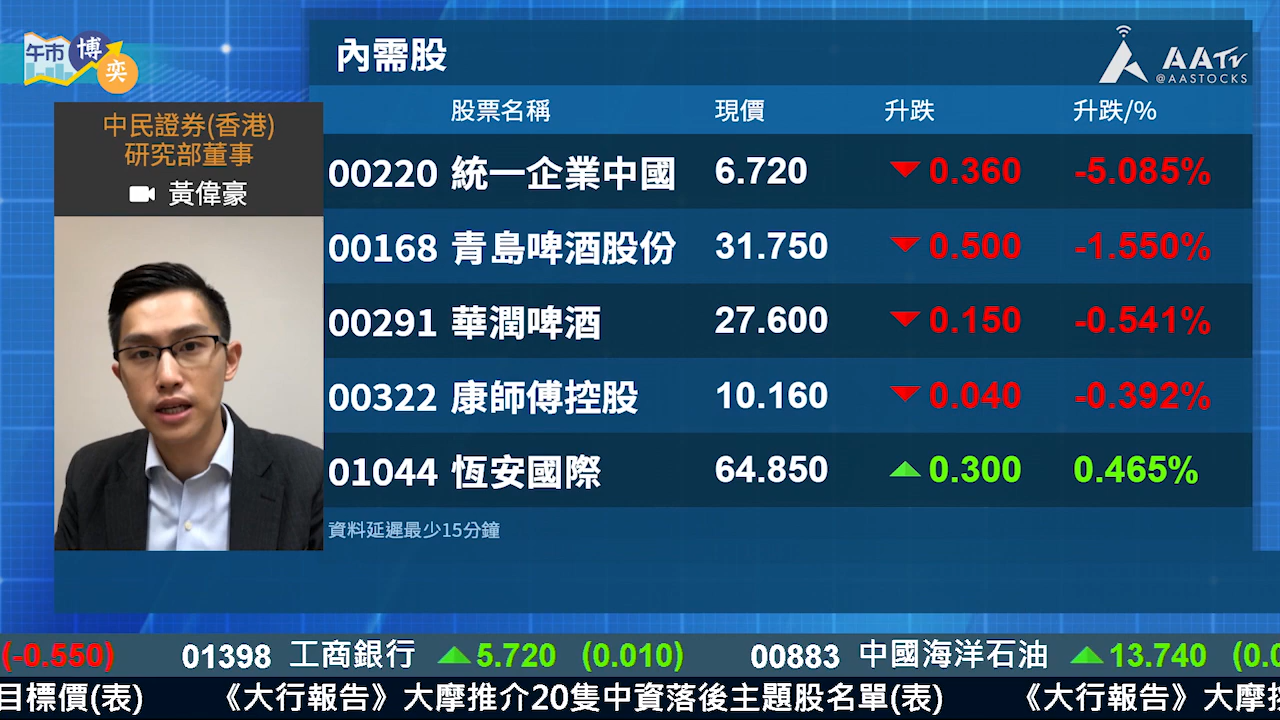 午市 博 奕
內需股
AATV
@AASTOCKS
中民證券(香港)
研究部董事
黃偉豪
股票名稱 現價 升跌 升跌/%
00220 統一企業中國 6.720 0.360 -5.085%
00168 青島啤酒股份 31.750 0.500 -1.550%
00291 華潤啤酒 27.600 0.150 -0.541%
00322 康師傅控股 10.160 0.040 -0.392%
01044 恆安國際 64.850 0.300 0.465%
資料延遲最少15分鐘
(-0.550) 01398 工商銀行 5.720 (0.010) 00883 中國海洋石油 13.740 (0.0
目標價(表) 《大行報告》大摩推介20隻中資落後主題股名單(表) 《大行報告》大摩推